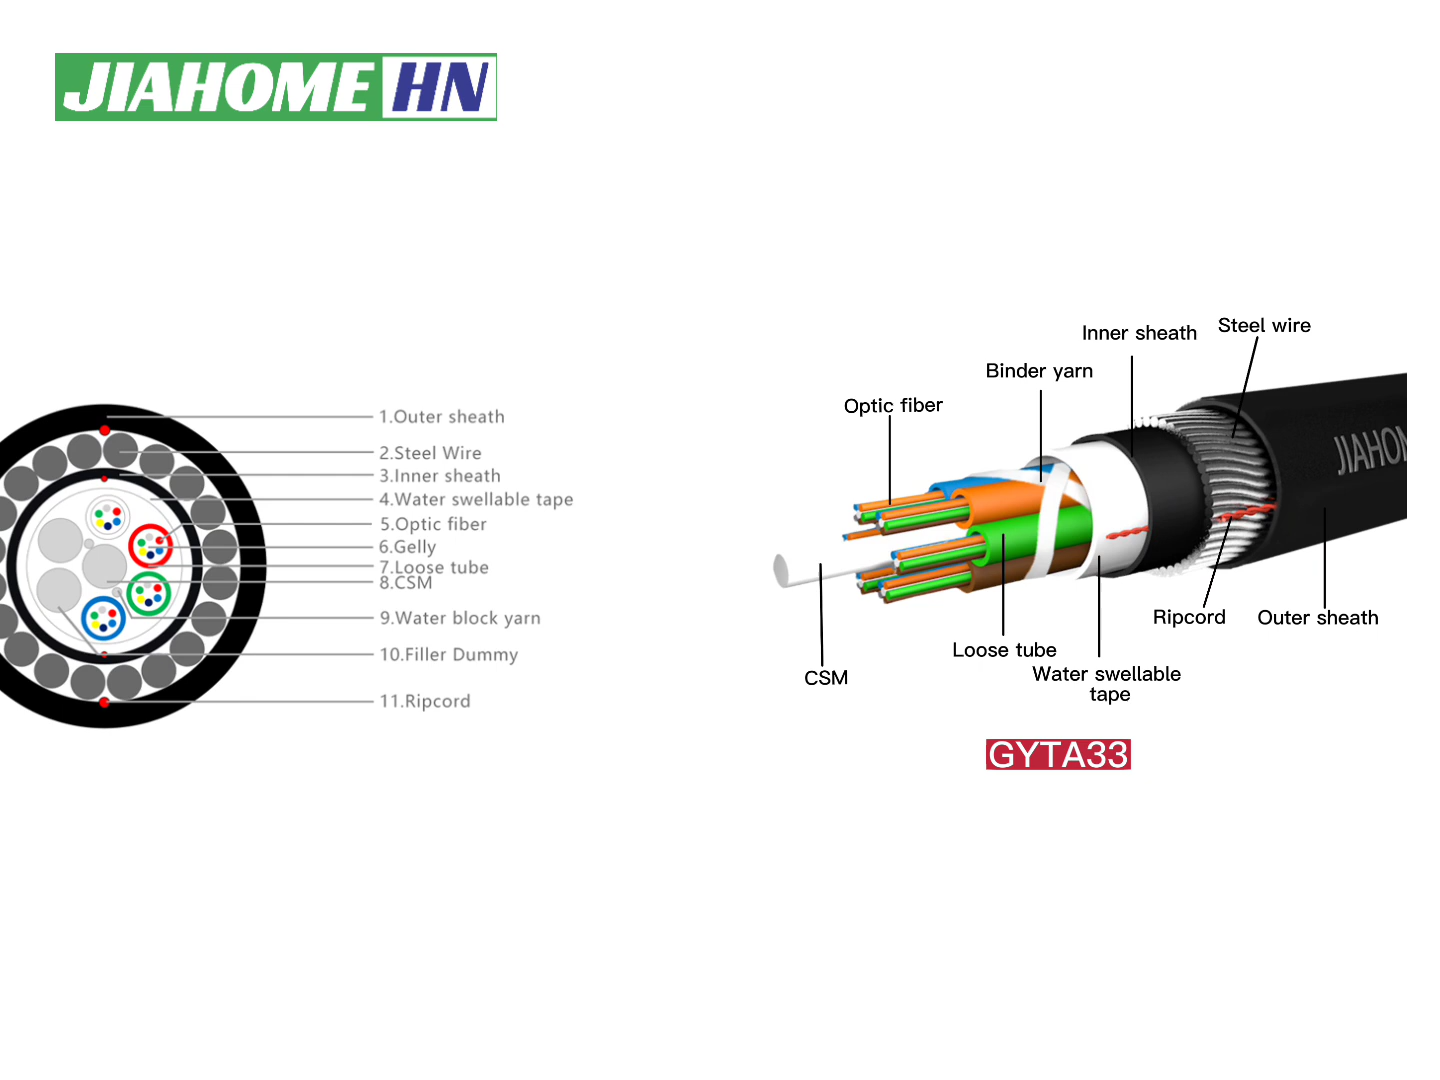 JIAHOME HN
1.Outer sheath
2.Steel Wire
3.Inner sheath
4.Water swellable tape
5.Optic fiber
6.Gelly
7.Loose tube
8.CSM
9.Water block yarn
10.Filler Dummy
11.Ripcord
Steel wire
Inner sheath
Binder yarn
Optic fiber
JIAHOM
Ripcord
Outer sheath
Loose tube
Water swellable
tape
CSM
GYTA33